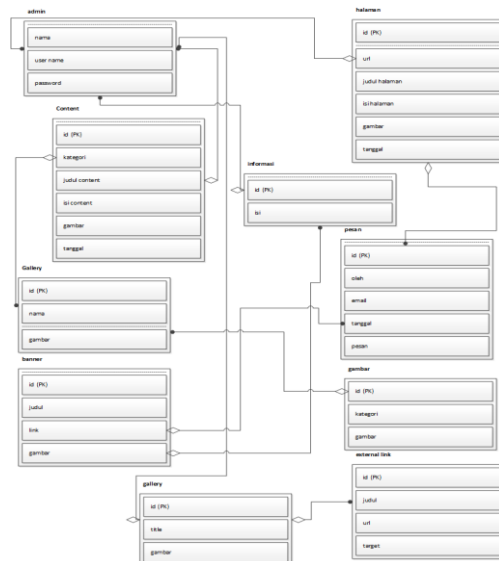 admin
name
user name
password
halaman
id (PK)
url
judul halaman
isi halaman
gambar
tanggal
Content
id (PK)
kategori
judul content
isi content
gambar
tanggal
informasi
id (PK)
isi
pesan
id (PK)
oleh
email
tanggal
pesan
Gallery
id (PK)
nama
gambar
banner
id (PK)
judul
link
gambar
gambar
id (PK)
kategori
gambar
gallery
id (PK)
title
gambar
external link
id (PK)
judul
url
target